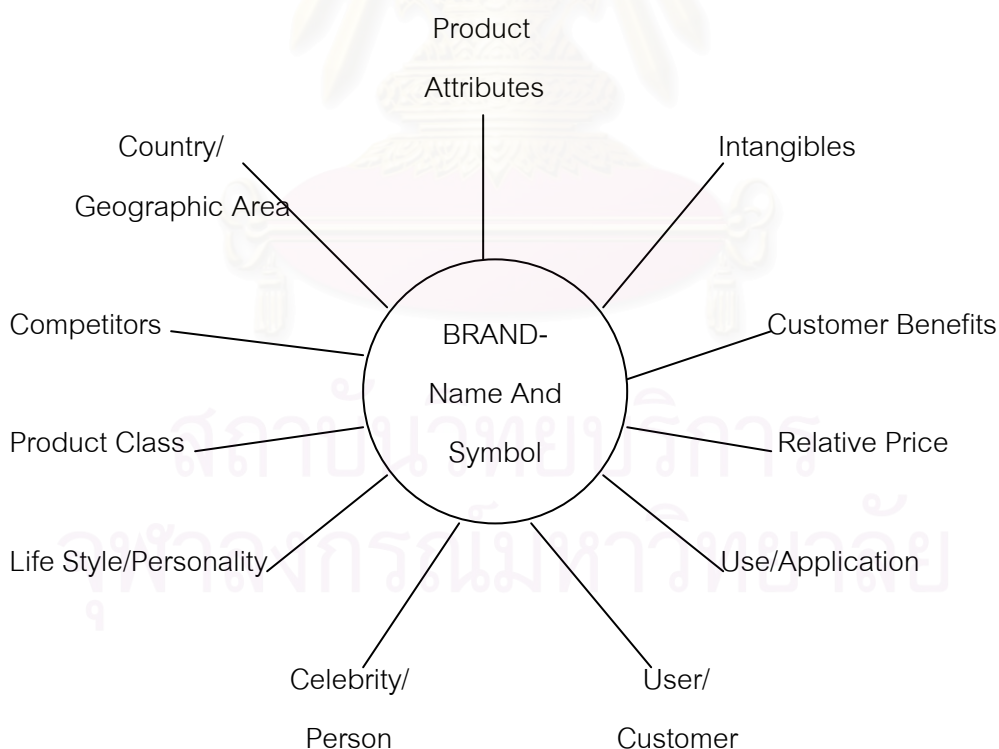 Product
Attributes
Country/
Geographic Area
Intangibles
Competitors
Customer Benefits
BRAND-
Name And
Symbol
Product Class
Relative Price
Life Style/Personality
Use/Application
Celebrity/
Person
User/
Customer
สถาบันวิทยบริการ
จุฬาลงกรณ์มหาวิทยาลัย